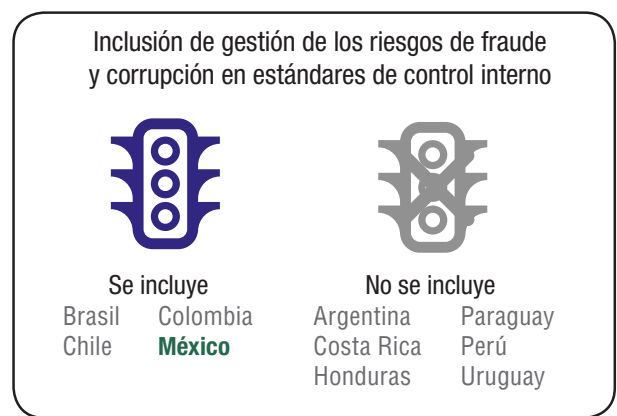 Inclusión de gestión de los riesgos de fraude
y corrupción en estándares de control interno
Se incluye
Brasil Colombia
Chile México
No se incluye
Argentina Paraguay
Costa Rica Perú
Honduras Uruguay